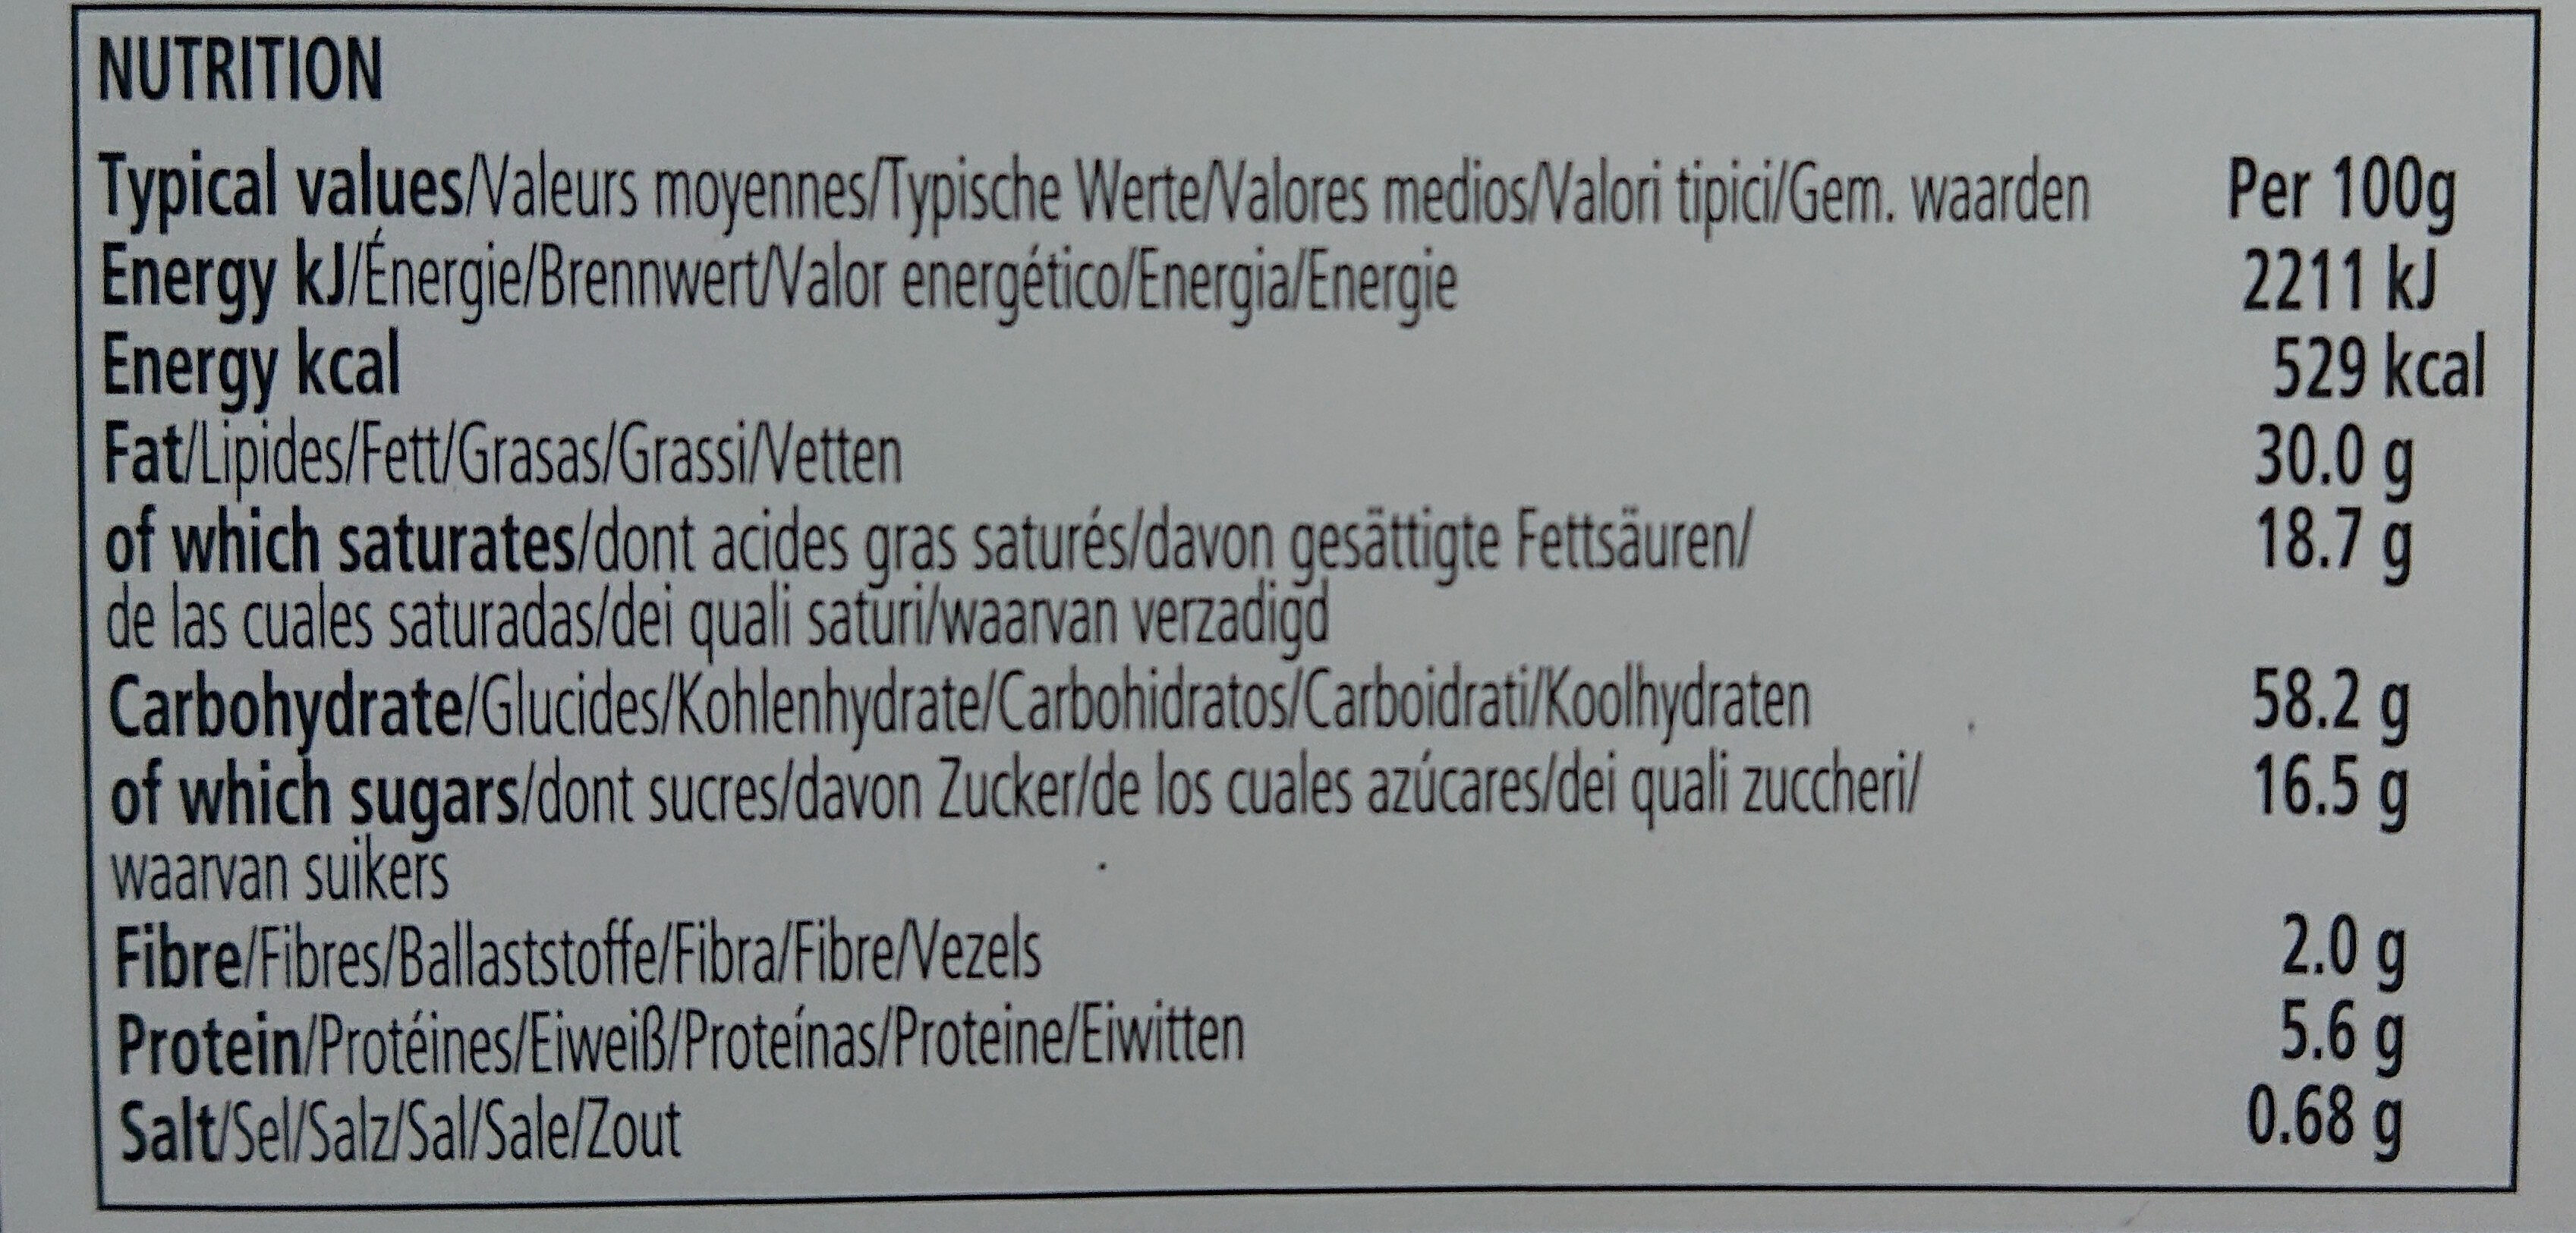 NUTRITION
Typical values/Valeurs moyennes/Typische Werte/Valores medios/Valori tipici/Gem. waarden Per 100g
Energy kJ/Énergie/Brennwert/Valor energético/Energia/Energie 2211 kJ
Energy kcal 529 kcal
Fat/Lipides/Fett/Grasas/Grassi/Vetten 30.0 g
of which saturates/dont acides gras saturés/davon gesättigte Fettsäuren/ 18.7 g
de las cuales saturadas/dei quali saturi/waarvan verzadigd
Carbohydrate/Glucides/Kohlenhydrate/Carbohidratos/Carboidrati/Koolhydraten 58.2 g
of which sugars/dont sucres/davon Zucker/de los cuales azúcares/dei quali zuccheri/ 16.5 g
waarvan suikers
Fibre/Fibres/Ballaststoffe/Fibra/Fibre/Vezels 2.0 g
Protein/Protéines/Eiweiß/Proteínas/Proteine/Eiwitten 5.6 g
Salt/Sel/Salz/Sal/Sale/Zout 0.68 g